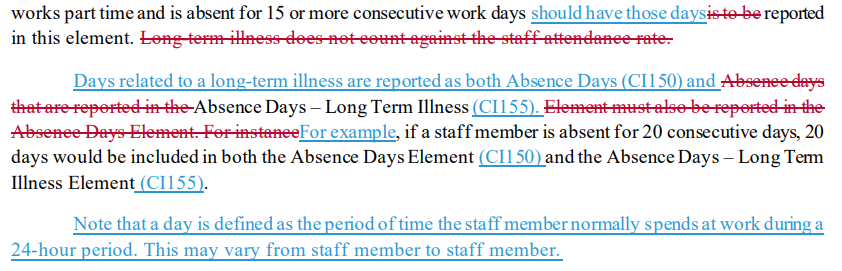 works part time and is absent for 15 or more consecutive work days should have those daysis to be reported
in this element. Long-term illness does not count against the staff attendance rate.
Days related to a long-term illness are reported as both Absence Days (CI150) and Absence days
that are reported in the Absence Days – Long Term Illness (CI155). Element must also be reported in the
Absence Days Element. For instanceFor example, if a staff member is absent for 20 consecutive days, 20
days would be included in both the Absence Days Element (CI150) and the Absence Days – Long Term
Illness Element (CI155).
Note that a day is defined as the period of time the staff member normally spends at work during a
24-hour period. This may vary from staff member to staff member.